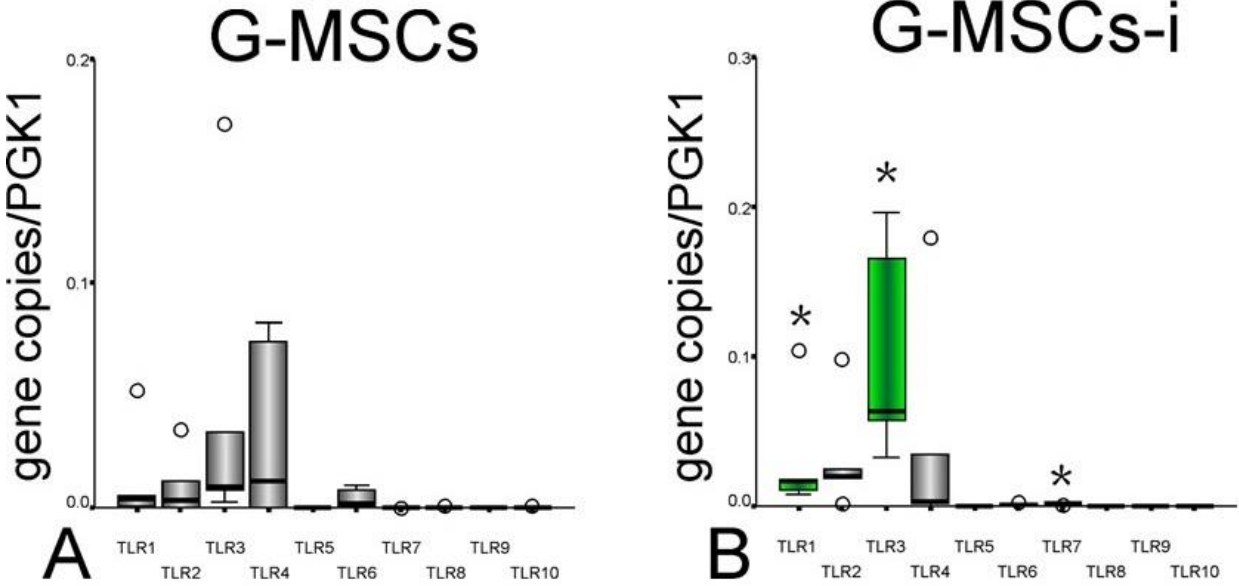 G-MSCs
gene copies/PGK1
0.2
0.1
0.0
TLR1
TLR2
TLR3
TLR4
TLR5
TLR6
TLR7
TLR8
TLR9
TLR10
A
G-MSCs-i
gene copies/PGK1
0.3
0.2
0.1
0.0
*
*
*
TLR1
TLR2
TLR3
TLR4
TLR5
TLR6
TLR7
TLR8
TLR9
TLR10
B